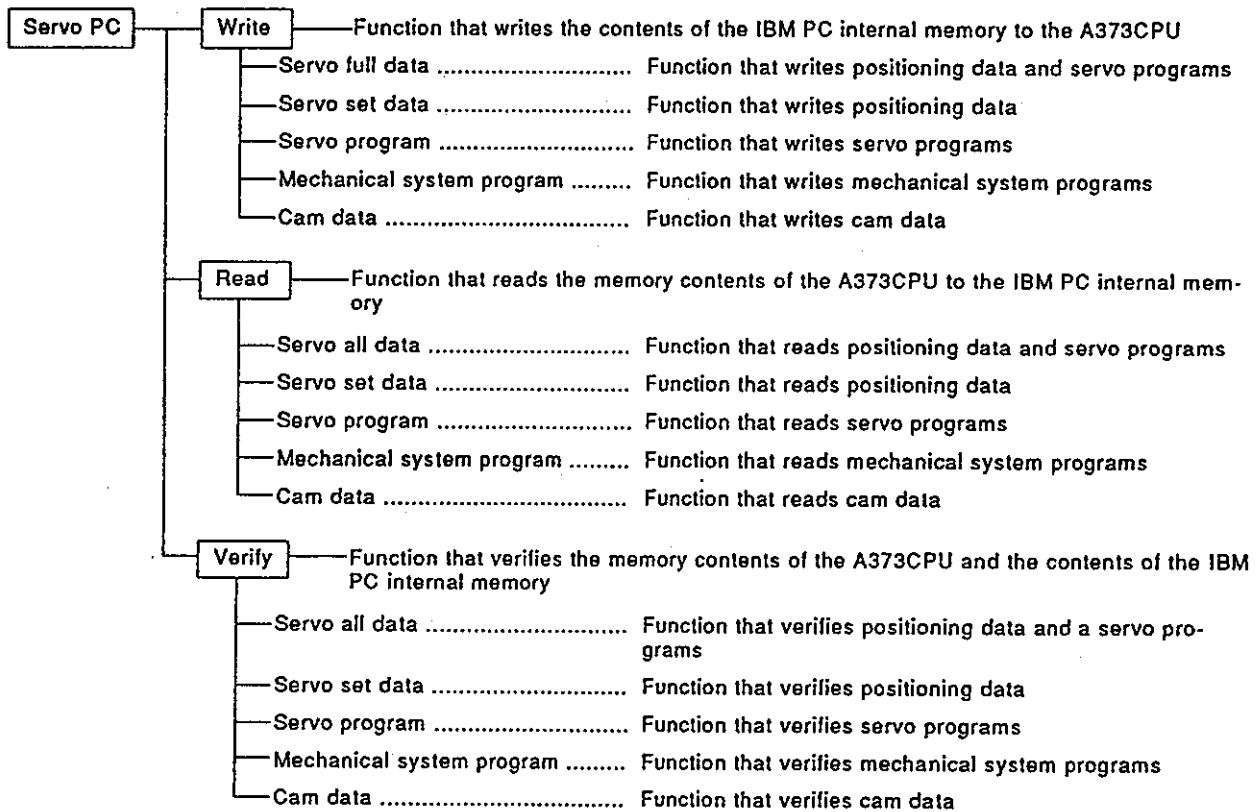 Servo PC Write Function that writes the contents of the IBM PC internal memory to the A373CPU
Servo full data ............................ Function that writes positioning data and servo programs
Servo set data ............................ Function that writes positioning data
Servo program ............................ Function that writes servo programs
Mechanical system program ......... Function that writes mechanical system programs
Cam data ................................... Function that writes cam data
Read Function that reads the memory contents of the A373CPU to the IBM PC internal mem-
ory
Servo all data ............................. Function that reads positioning data and servo programs
Servo set data ............................ Function that reads positioning data
Servo program ............................ Function that reads servo programs
Mechanical system program ......... Function that reads mechanical system programs
Cam data ................................... Function that reads cam data
Verify Function that verifies the memory contents of the A373CPU and the contents of the IBM
PC internal memory
Servo all data ............................. Function that verifies positioning data and a servo pro-
grams
Servo set data ............................ Function that verifies positioning data
Servo program ............................ Function that verifies servo programs
Mechanical system program ......... Function that verifies mechanical system programs
Cam data ................................... Function that verifies cam data